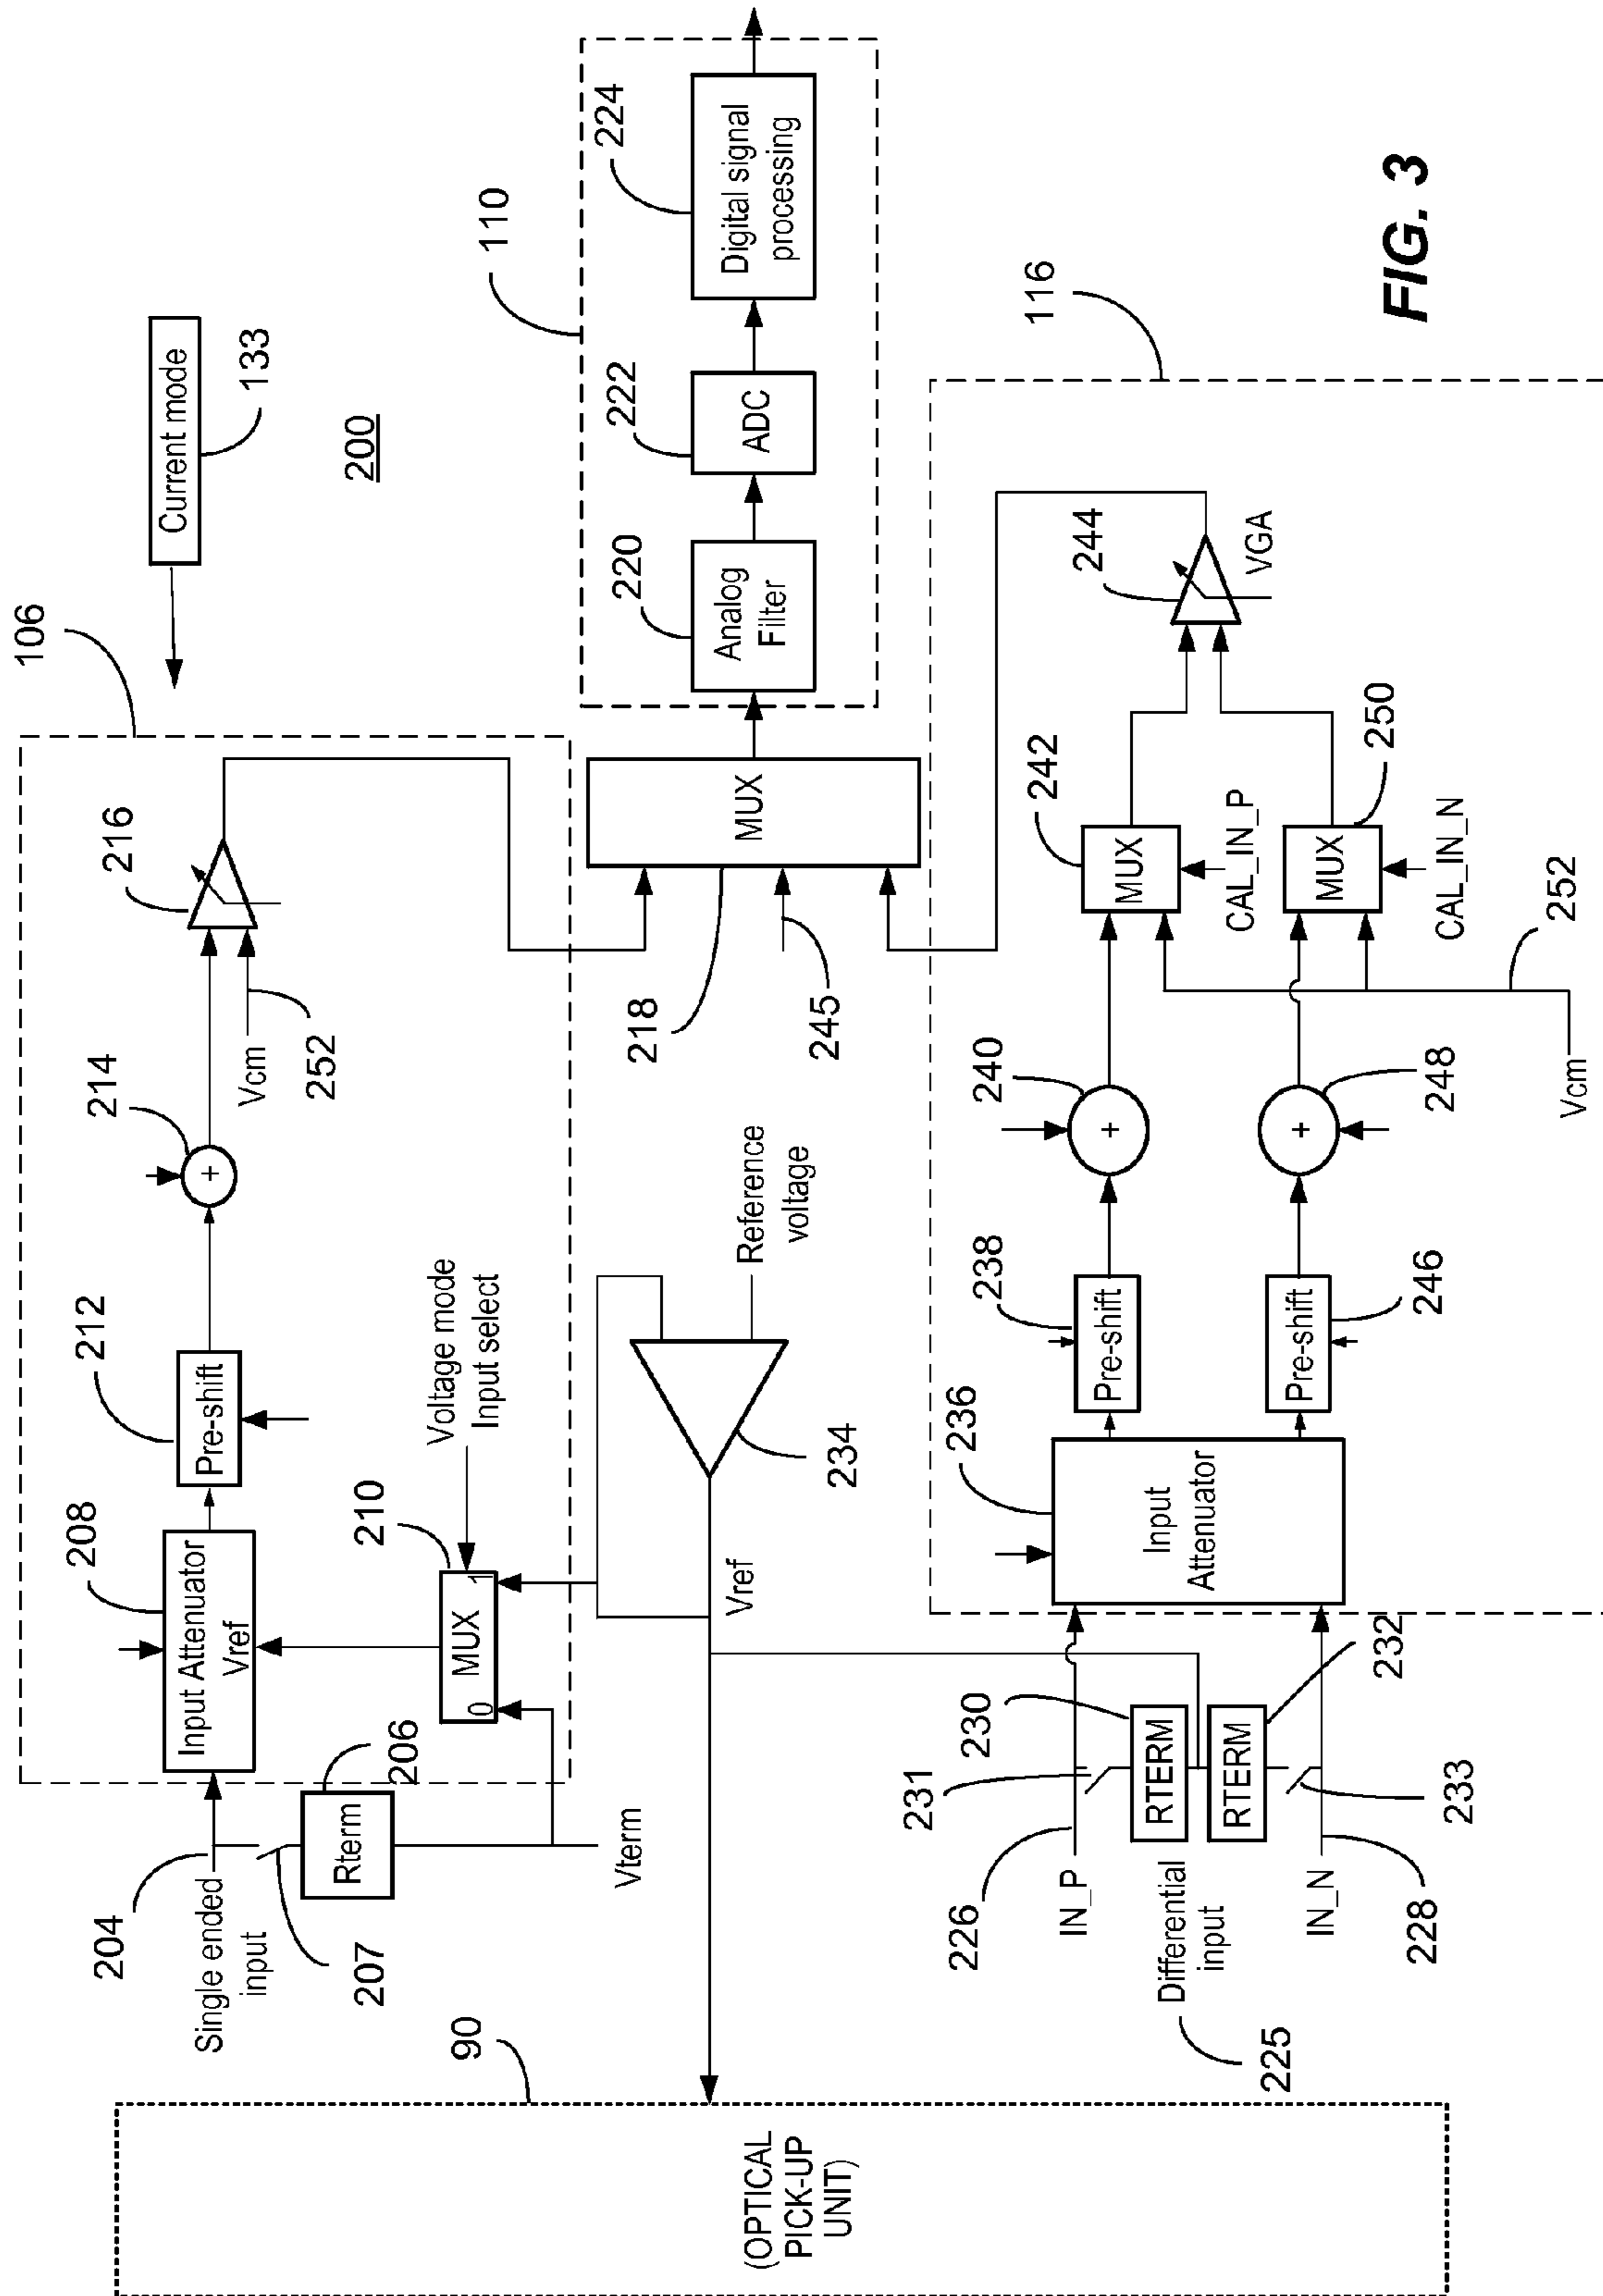 106
Current mode
133
200
208
Input Attenuator
Vref
212
Pre-shift
214
+
216
Vcm
252
204
Single ended
input
207
206
Rterm
Vterm
210
MUX
0
1
Voltage mode
Input select
90
(OPTICAL
PICK-UP
UNIT)
Vref
234
Reference
voltage
218
MUX
245
110
220
Analog
Filter
222
ADC
224
Digital signal
processing
116
226
IN_P
231
230
RTERM
RTERM
232
233
Differential
input
225
IN_N
228
236
Input
Attenuator
238
Pre-shift
Pre-shift
246
240
+
+
248
242
MUX
CAL_IN_P
MUX
250
CAL_IN_N
252
Vcm
244
VGA
FIG. 3